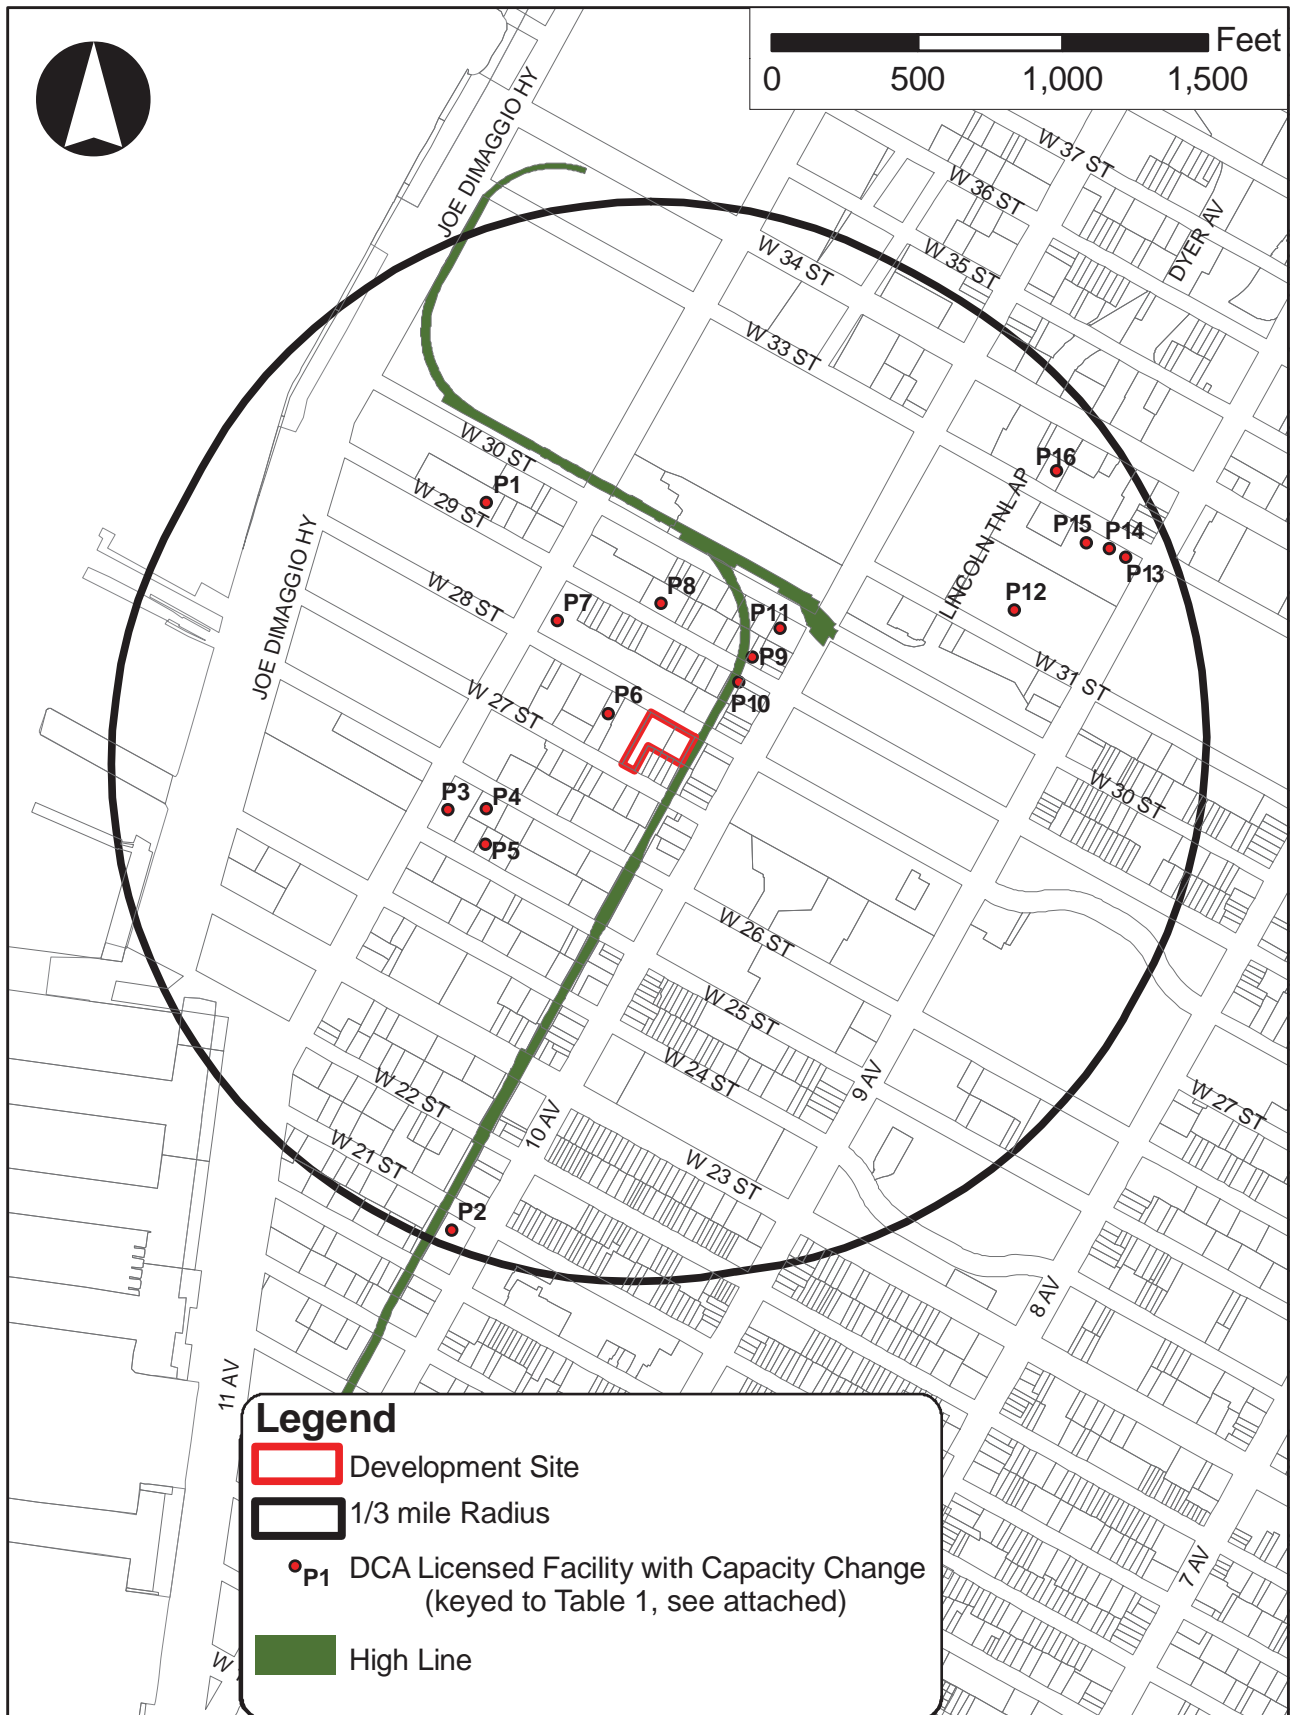 Feet
0 500 1,000 1,500
JOE DIMAGGIO HY
W 37 ST
W 36 ST
DYER AV
W 34 ST
W 35 ST
W 33 ST
W 30 ST
P16
P1
W 29 ST
LINCOLN TNL AP
P15
P14
P13
JOE DIMAGGIO HY
W 28 ST
P8
P7
P11
P12
P9
W 31 ST
P10
W 27 ST
P6
W 30 ST
P3
P4
P5
W 26 ST
W 25 ST
W 24 ST
9 AV
W 22 ST
W 27 ST
10 AV
W 21 ST
W 23 ST
P2
8 AV
11 AV
7 AV
Legend
Development Site
1/3 mile Radius
P1 DCA Licensed Facility with Capacity Change
(keyed to Table 1, see attached)
High Line